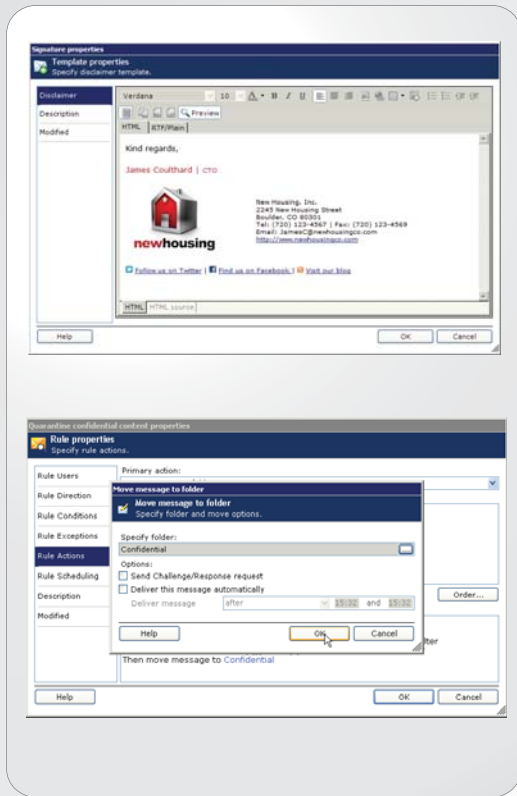 Signature properties
Template properties
Specify disclaimer template.
Disclaimer
Description
Modified
Verdana 10 A B I U
Preview
HTML RTF/Plain
Kind regards,
James Coulthard | CTO
newhousing
New Housing, Inc.
2245 New Housing Street
Boulder, CO 80301
Tel: (720) 123-4567 | Fax: (720) 123-4569
Email: JamesC@newhousingco.com
http://www.newhousingco.com
Follow us on Twitter | Find us on Facebook | Visit our blog
HTML HTML source
Help OK Cancel
Quarantine confidential content properties
Rule properties
Specify rule actions.
Rule Users
Rule Direction
Rule Conditions
Rule Exceptions
Rule Actions
Rule Scheduling
Description
Modified
Primary action:
Move message to folder
Move message to folder
Specify folder and move options.
Specify folder:
Confidential
Options:
Send Challenge/Response request
Deliver this message automatically
Deliver message after 15:32 and 15:32
Help OK Cancel
Order...
Then move message to Confidential
Help OK Cancel